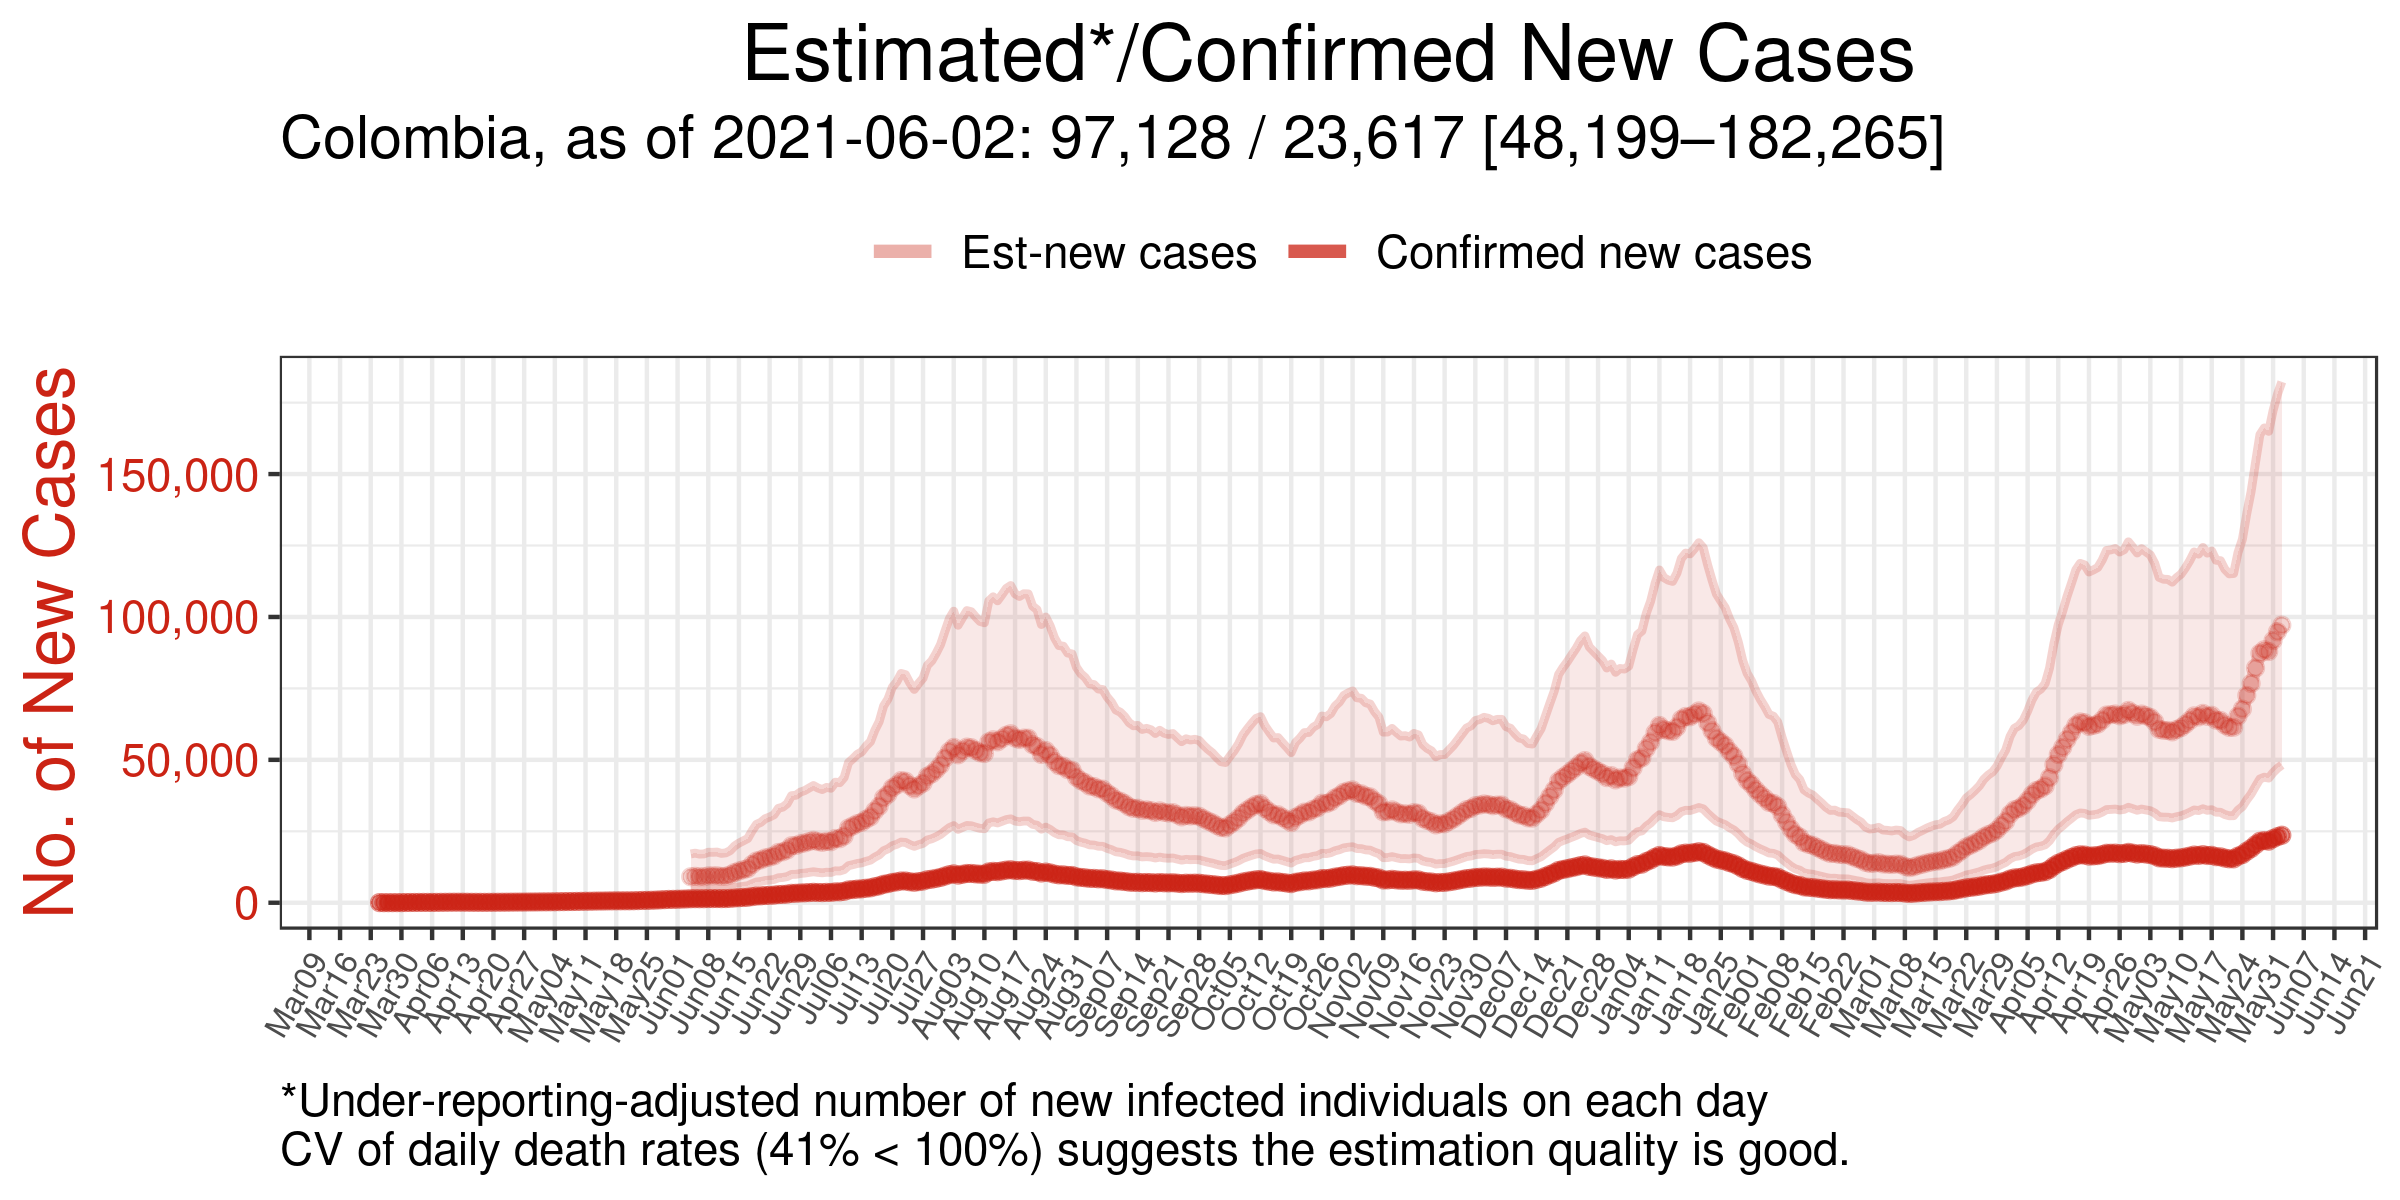 Estimated*/Confirmed New Cases
Colombia, as of 2021-06-02: 97,128 / 23,617 [48,199–182,265]
Est-new cases Confirmed new cases
No. of New Cases
150,000
100,000
50,000
0
Mar09 Mar16 Mar23 Mar30 Apr06 Apr13 Apr20 Apr27 May04 May11 May18 May25 Jun01 Jun08 Jun15 Jun22 Jun29 Jul06 Jul13 Jul20 Jul27 Aug03 Aug10 Aug17 Aug24 Aug31 Sep07 Sep14 Sep21 Sep28 Oct05 Oct12 Oct19 Oct26 Nov02 Nov09 Nov16 Nov23 Nov30 Dec07 Dec14 Dec21 Dec28 Jan04 Jan11 Jan18 Jan25 Feb01 Feb08 Feb15 Feb22 Mar01 Mar08 Mar15 Mar22 Mar29 Apr05 Apr12 Apr19 Apr26 May03 May10 May17 May24 May31 Jun07 Jun14 Jun21
*Under-reporting-adjusted number of new infected individuals on each day
CV of daily death rates (41% < 100%) suggests the estimation quality is good.